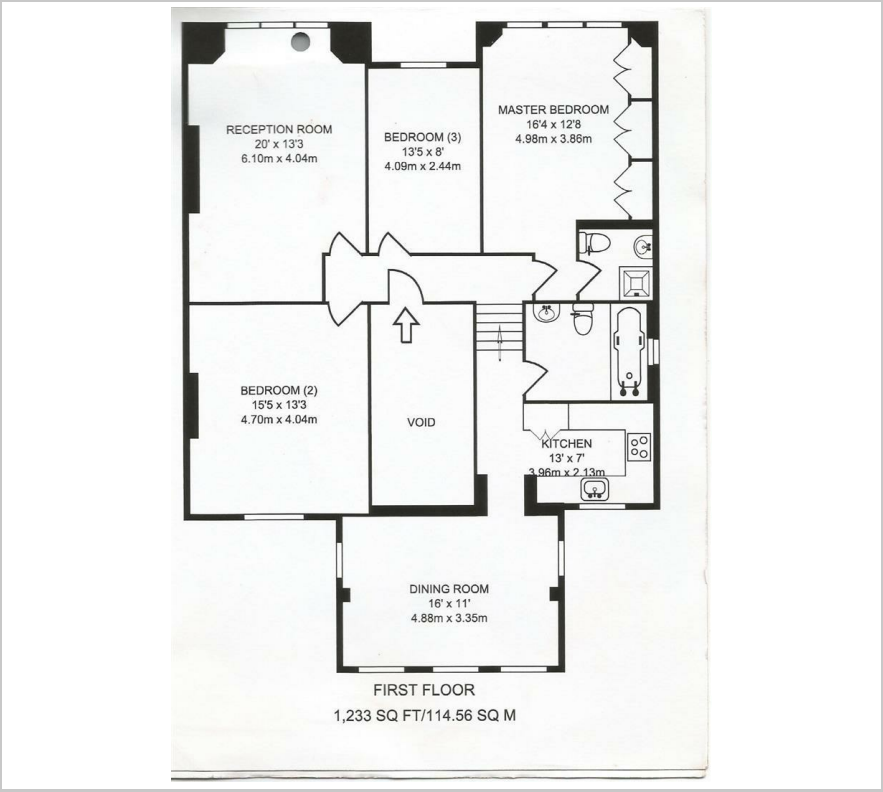 RECEPTION ROOM
20' x 13'3
6.10m x 4.04m
BEDROOM (3)
13'5 x 8'
4.09m x 2.44m
MASTER BEDROOM
16'4 x 12'8
4.98m x 3.86m
BEDROOM (2)
15'5 x 13'3
4.70m x 4.04m
VOID
KITCHEN
13' x 7'
3.96m x 2.13m
DINING ROOM
16' x 11'
4.88m x 3.35m
FIRST FLOOR
1,233 SQ FT/114.56 SQ M